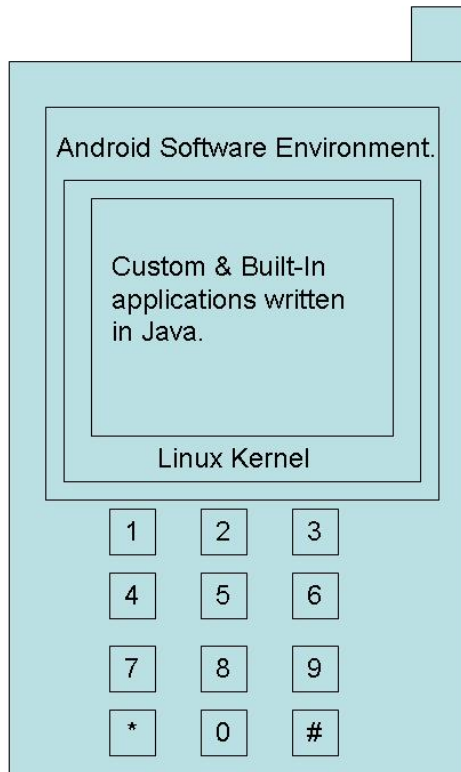 Android Software Environment.
Custom & Built-In
applications written
in Java.
Linux Kernel
1 2 3
4 5 6
7 8 9
* 0 #